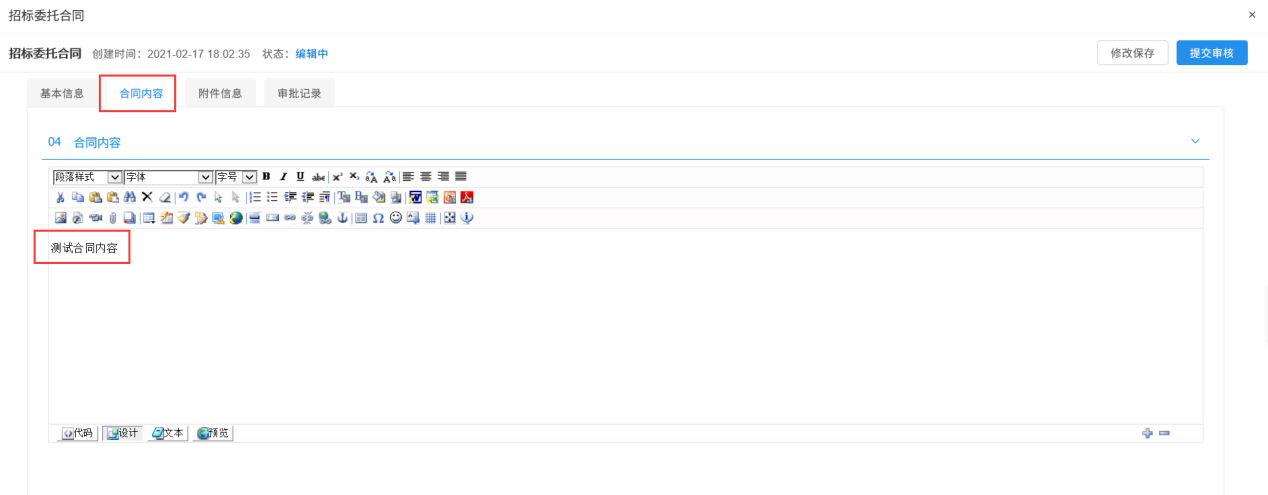 招标委托合同 ×
招标委托合同 创建时间：2021-02-17 18:02:35 状态：编辑中 修改保存 提交审核
基本信息 合同内容 附件信息 审批记录
04 合同内容
段落样式 字体 字号 B I U abc x² x₂
测试合同内容
代码 设计 文本 预览